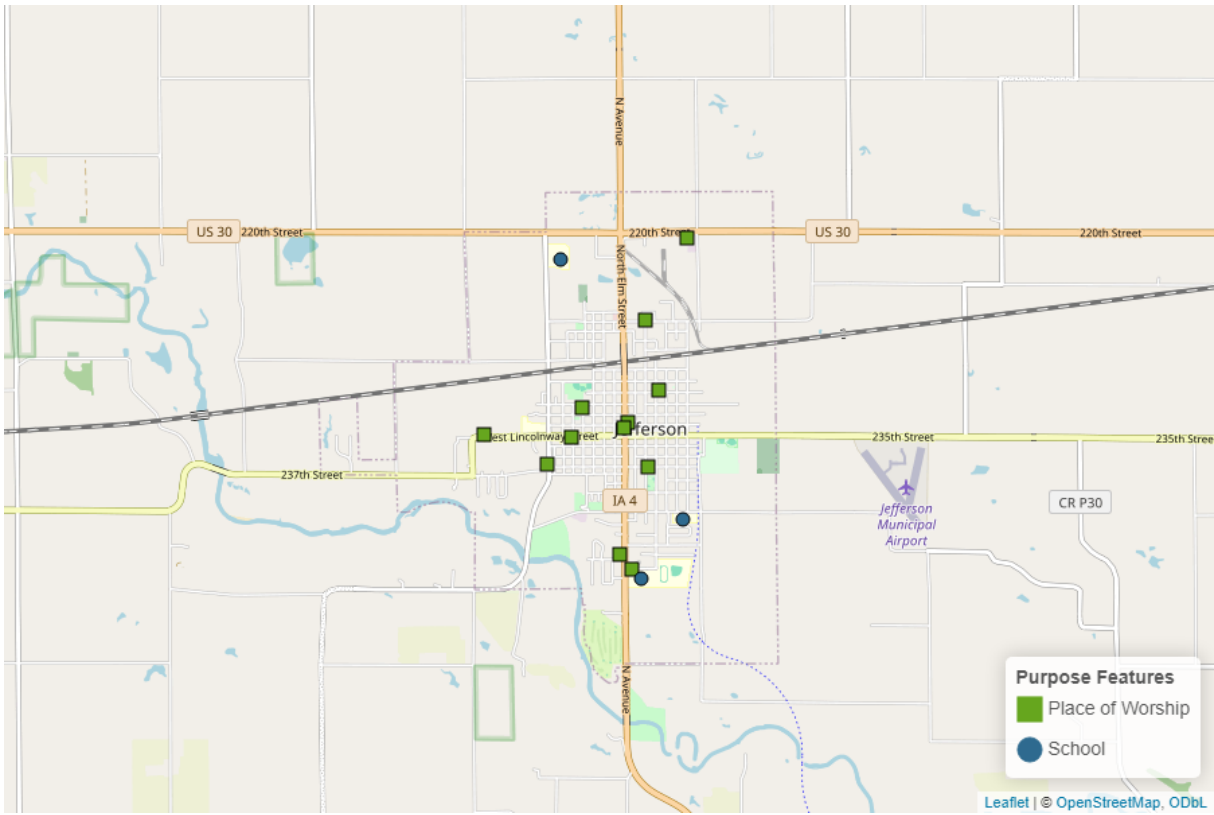 N Avenue
US 30
220th Street
220th Street
US 30
220th Street
North Elm Street
Jefferson
West Lincolnway Street
235th Street
235th Street
237th Street
IA 4
CR P30
Jefferson
Municipal
Airport
N Avenue
Purpose Features
Place of Worship
School
Leaflet | © OpenStreetMap, ODbL